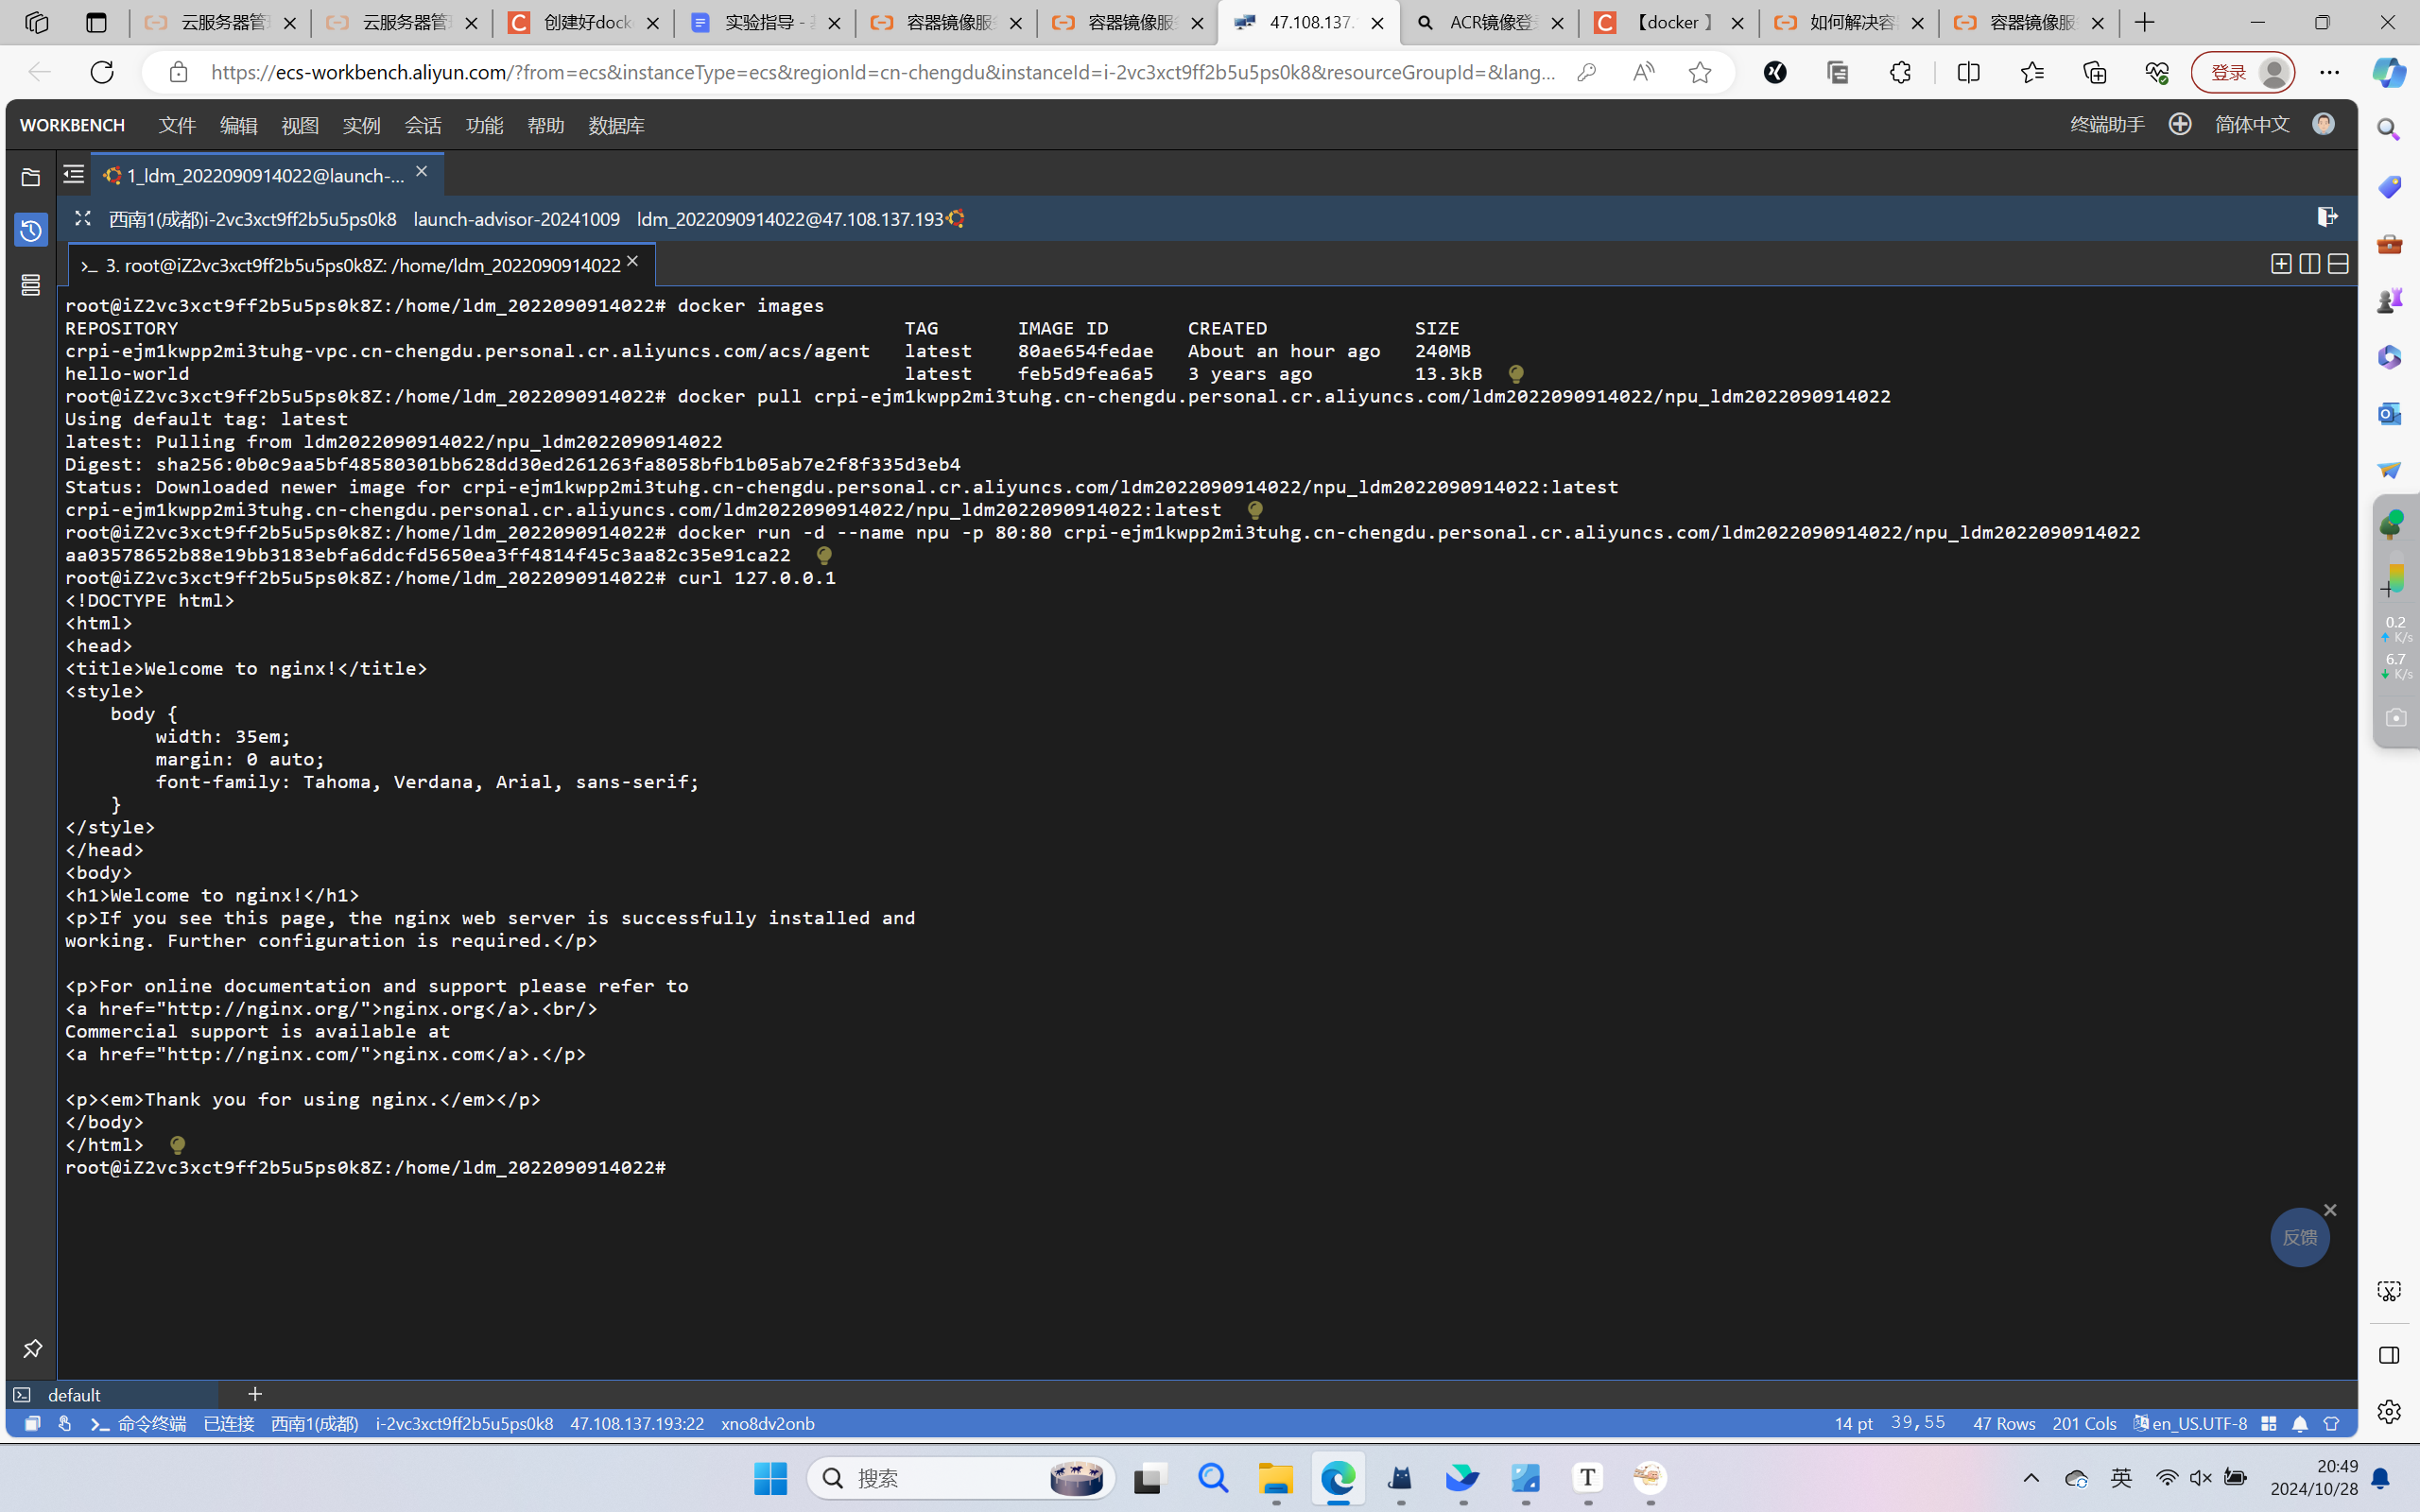 云服务器管
云服务器管
创建好dock
实验指导 -
容器镜像服
容器镜像服
47.108.137.
ACR镜像登
【docker 】
如何解决容
容器镜像服
https://ecs-workbench.aliyun.com/?from=ecs&instanceType=ecs&regionId=cn-chengdu&instanceId=i-2vc3xct9ff2b5u5ps0k8&resourceGroupId=&lang...
登录
WORKBENCH 文件 编辑 视图 实例 会话 功能 帮助 数据库
终端助手 简体中文
1_ldm_2022090914022@launch-...
西南1(成都)i-2vc3xct9ff2b5u5ps0k8 launch-advisor-20241009 ldm_2022090914022@47.108.137.193
3. root@iZ2vc3xct9ff2b5u5ps0k8Z: /home/ldm_2022090914022
root@iZ2vc3xct9ff2b5u5ps0k8Z:/home/ldm_2022090914022# docker images
REPOSITORY TAG IMAGE ID CREATED SIZE
crpi-ejm1kwpp2mi3tuhg-vpc.cn-chengdu.personal.cr.aliyuncs.com/acs/agent latest 80ae654fedae About an hour ago 240MB
hello-world latest feb5d9fea6a5 3 years ago 13.3kB
root@iZ2vc3xct9ff2b5u5ps0k8Z:/home/ldm_2022090914022# docker pull crpi-ejm1kwpp2mi3tuhg.cn-chengdu.personal.cr.aliyuncs.com/ldm2022090914022/npu_ldm2022090914022
Using default tag: latest
latest: Pulling from ldm2022090914022/npu_ldm2022090914022
Digest: sha256:0b0c9aa5bf48580301bb628dd30ed261263fa8058bfb1b05ab7e2f8f335d3eb4
Status: Downloaded newer image for crpi-ejm1kwpp2mi3tuhg.cn-chengdu.personal.cr.aliyuncs.com/ldm2022090914022/npu_ldm2022090914022:latest
crpi-ejm1kwpp2mi3tuhg.cn-chengdu.personal.cr.aliyuncs.com/ldm2022090914022/npu_ldm2022090914022:latest
root@iZ2vc3xct9ff2b5u5ps0k8Z:/home/ldm_2022090914022# docker run -d --name npu -p 80:80 crpi-ejm1kwpp2mi3tuhg.cn-chengdu.personal.cr.aliyuncs.com/ldm2022090914022/npu_ldm2022090914022
aa03578652b88e19bb3183ebfa6ddcfd5650ea3ff4814f45c3aa82c35e91ca22
root@iZ2vc3xct9ff2b5u5ps0k8Z:/home/ldm_2022090914022# curl 127.0.0.1
<!DOCTYPE html>
<html>
<head>
<title>Welcome to nginx!</title>
<style>
body {
width: 35em;
margin: 0 auto;
font-family: Tahoma, Verdana, Arial, sans-serif;
}
</style>
</head>
<body>
<h1>Welcome to nginx!</h1>
<p>If you see this page, the nginx web server is successfully installed and
working. Further configuration is required.</p>
<p>For online documentation and support please refer to
<a href="http://nginx.org/">nginx.org</a>.<br/>
Commercial support is available at
<a href="http://nginx.com/">nginx.com</a>.</p>
<p><em>Thank you for using nginx.</em></p>
</body>
</html>
root@iZ2vc3xct9ff2b5u5ps0k8Z:/home/ldm_2022090914022#
0.2
K/s
6.7
K/s
反馈
default
命令终端 已连接 西南1(成都) i-2vc3xct9ff2b5u5ps0k8 47.108.137.193:22 xno8dv2onb
14 pt 39,55 47 Rows 201 Cols en_US.UTF-8
搜索
英
20:49
2024/10/28